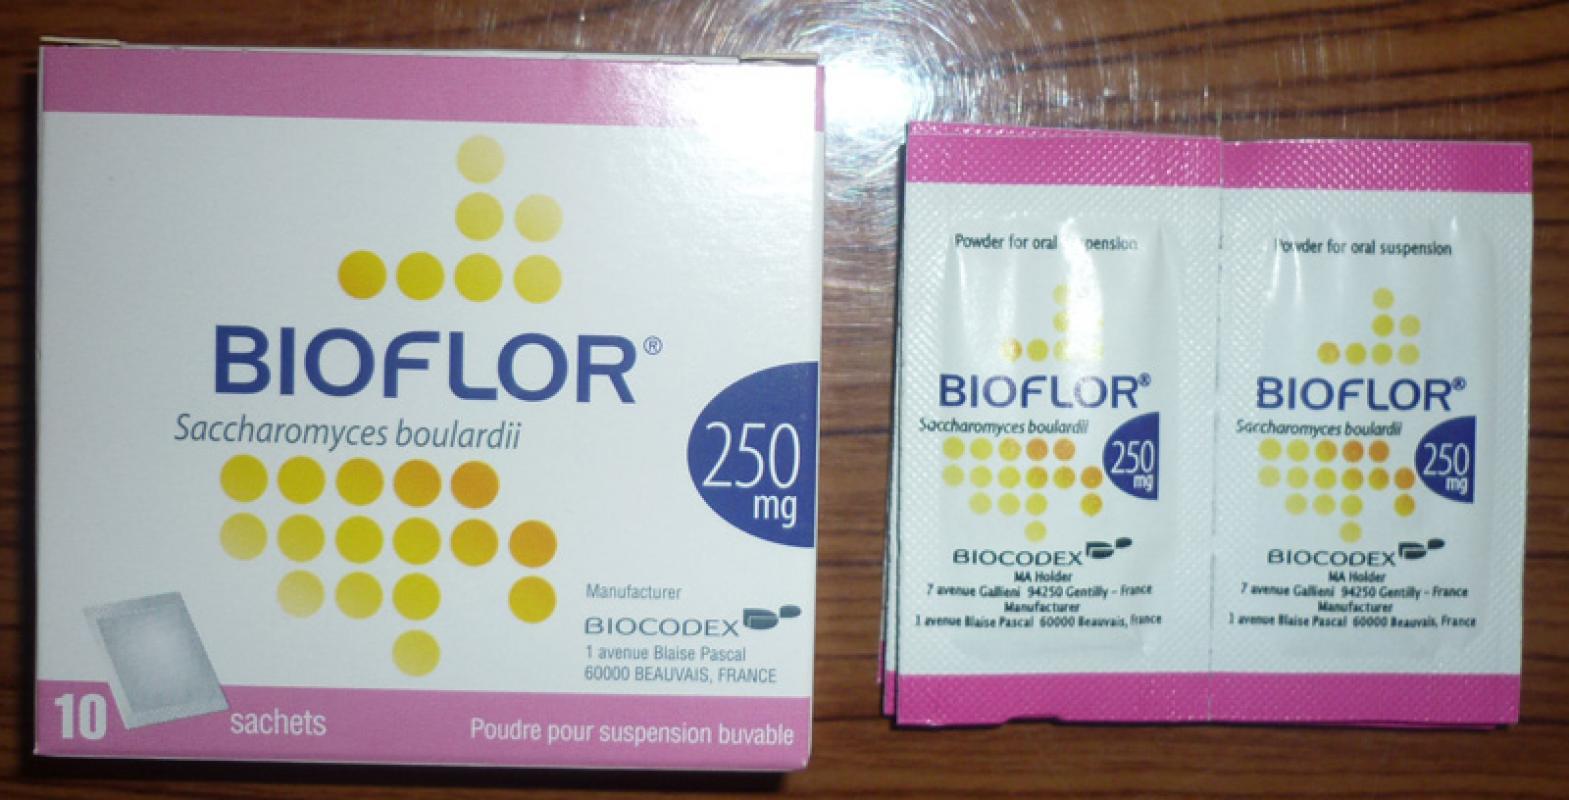 BIOFLOR®
Saccharomyces boulardii
250
mg
Manufacturer
BIOCODEX
1 avenue Blaise Pascal
60000 BEAUVAIS, FRANCE
10
sachets
Poudre pour suspension buvable
Powder for oral
BIOFLOR®
Saccharomyces boulardii
250
mg
BIOCODEX
MA Holder
7 avenue Gallieni 94250 Gentilly - France
Manufacturer
1 avenue Blaise Pascal 60000 Beauvais, France
Powder for oral suspension
BIOFLOR®
Saccharomyces boulardii
250
mg
BIOCODEX
MA Holder
7 avenue Gallieni 94250 Gentilly - France
Manufacturer
1 avenue Blaise Pascal 60000 Beauvais, France